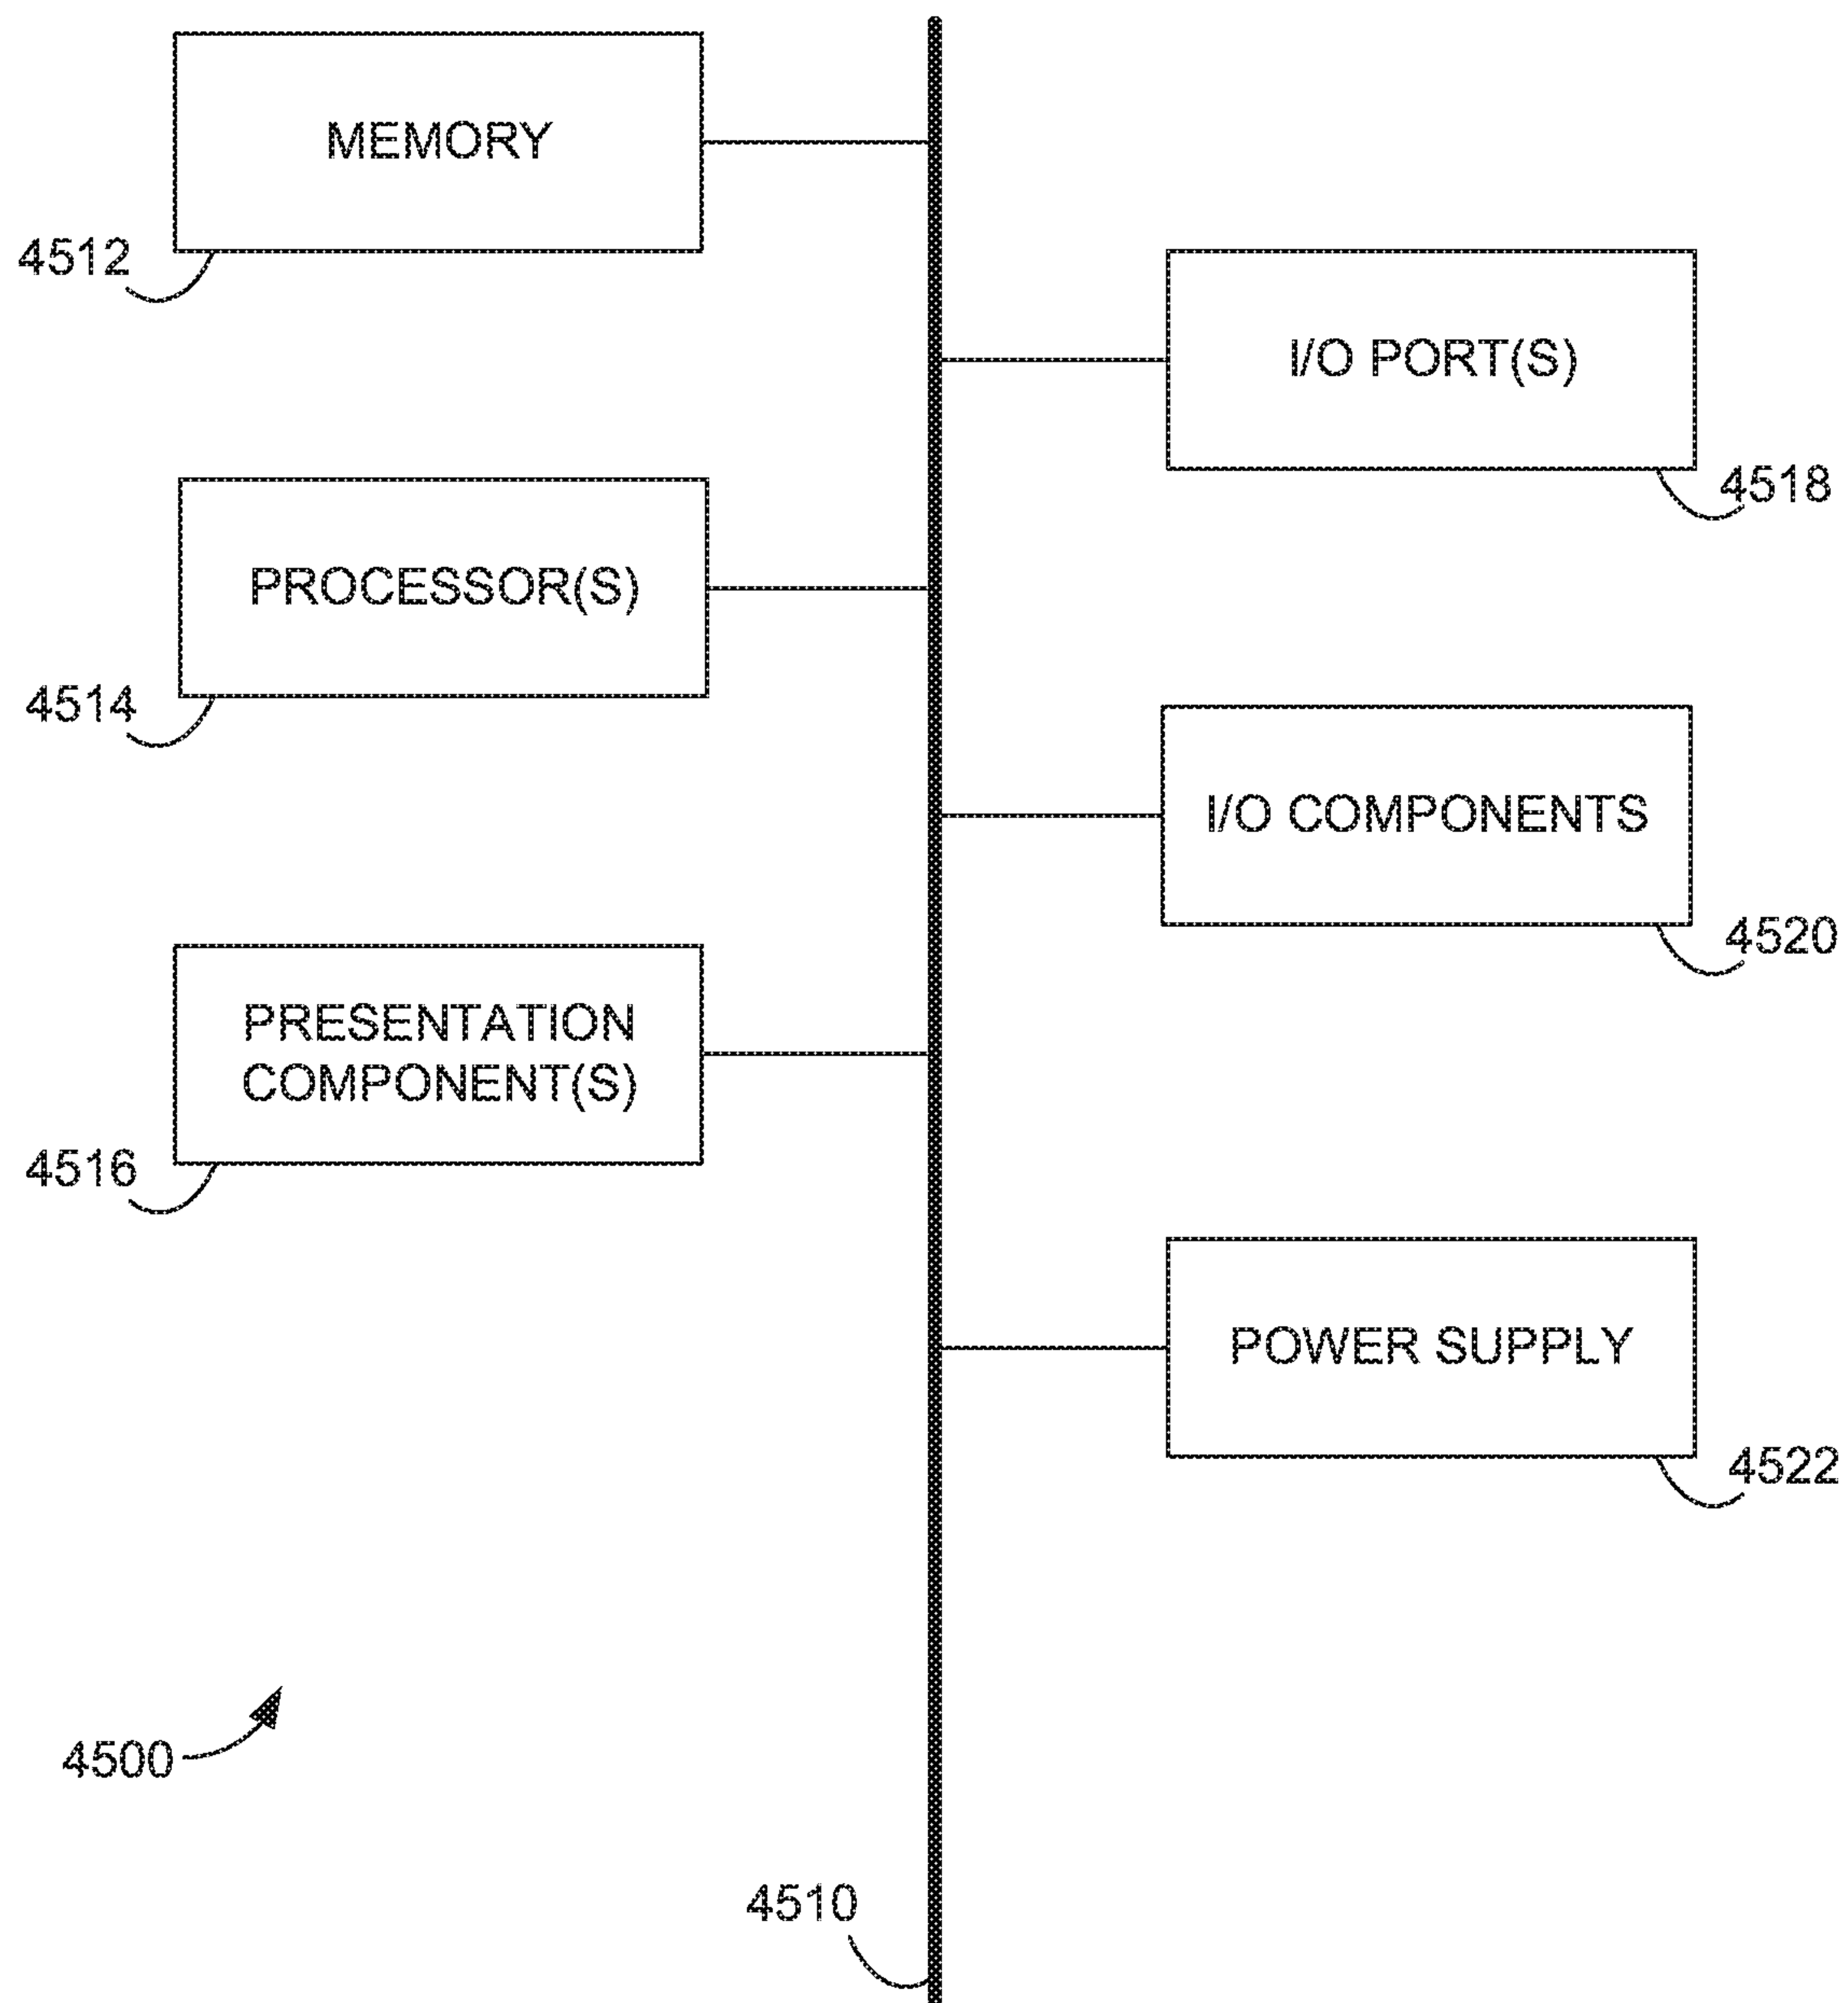 MEMORY
4512
I/O PORT(S)
4518
PROCESSOR(S)
4514
I/O COMPONENTS
4520
PRESENTATION
COMPONENT(S)
4516
POWER SUPPLY
4522
4500
4510